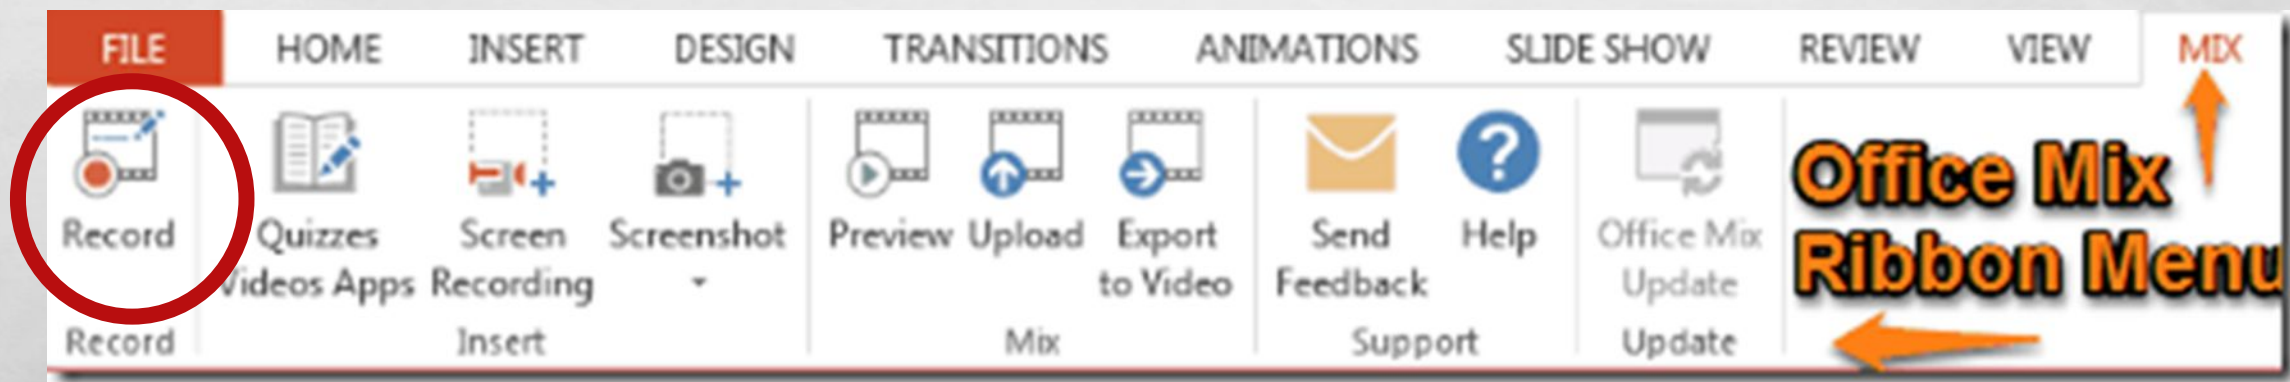 FILE HOME INSERT DESIGN TRANSITIONS ANIMATIONS SLIDE SHOW REVIEW VIEW MIX
Record Quizzes Screen Screenshot Preview Upload Export Send Help Office Mix
Videos Apps Recording to Video Feedback Update
Record Insert Mix Support Update
Office Mix
Ribbon Menu